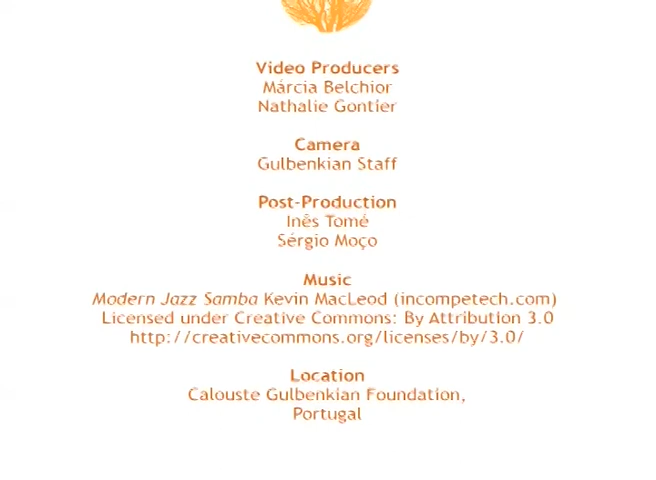 Video Producers
Márcia Belchior
Nathalie Gontier
Camera
Gulbenkian Staff
Post-Production
Inês Tomé
Sérgio Moço
Music
Modern Jazz Samba Kevin MacLeod (incompetech.com)
Licensed under Creative Commons: By Attribution 3.0
http://creativecommons.org/licenses/by/3.0/
Location
Calouste Gulbenkian Foundation,
Portugal